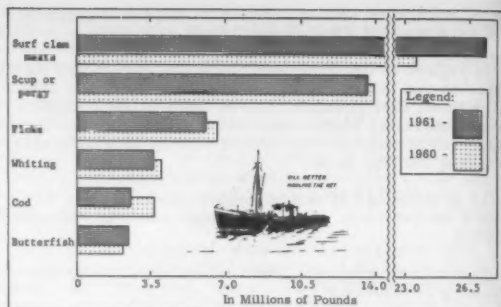 Surf clam
meats
Scup or
porgy
Fluke
Whiting
Cod
Butterfish
Legend:
1961 -
1960 -
0 3.5 7.0 10.5 14.0 23.0 26.5
In Millions of Pounds